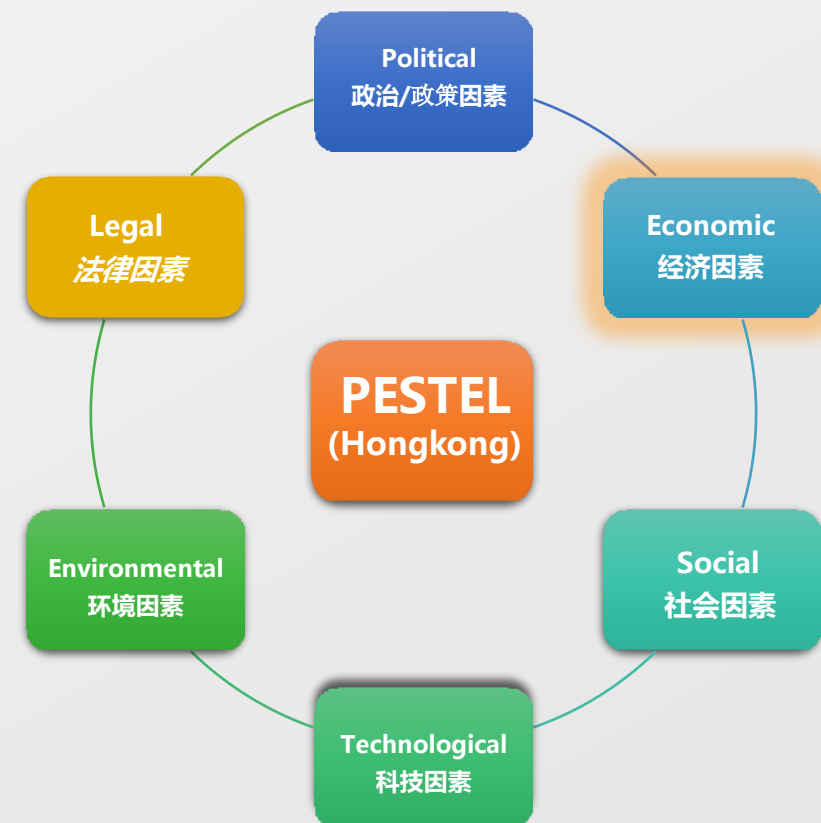 Political
政治/政策因素
Legal
法律因素
Economic
经济因素
PESTEL
(Hongkong)
Environmental
环境因素
Social
社会因素
Technological
科技因素